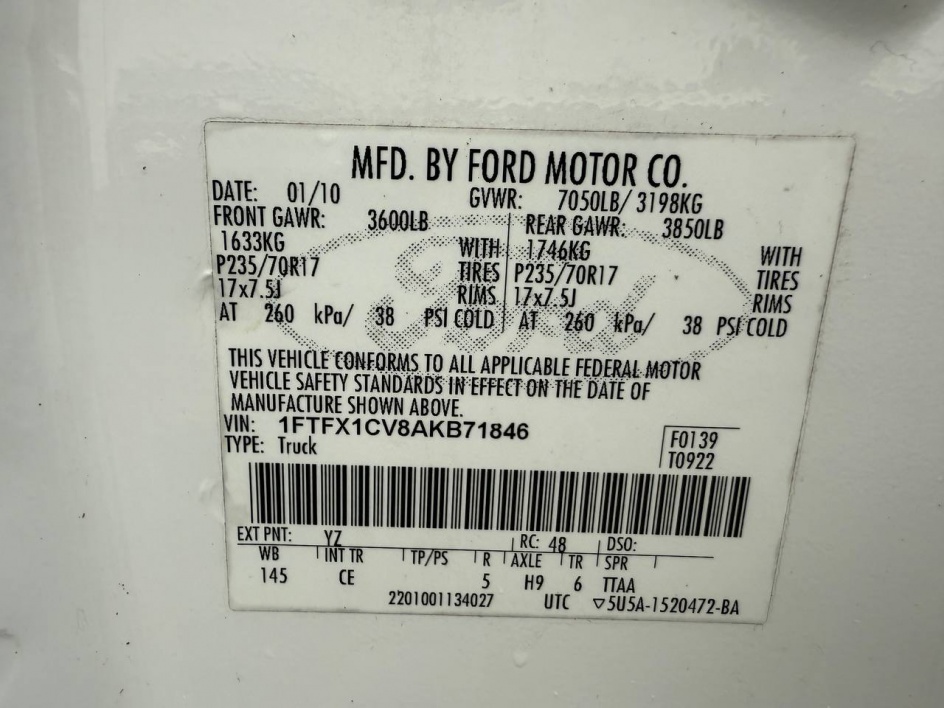 MFD. BY FORD MOTOR CO.
DATE: 01/10 GVWR: 7050LB/ 3198KG
FRONT GAWR: 3600LB REAR GAWR: 3850LB
1633KG WITH 1746KG WITH
P235/70R17 TIRES P235/70R17 TIRES
17x7.5J RIMS 17x7.5J RIMS
AT 260 kPa/ 38 PSI COLD AT 260 kPa/ 38 PSI COLD
Ford
THIS VEHICLE CONFORMS TO ALL APPLICABLE FEDERAL MOTOR
VEHICLE SAFETY STANDARDS IN EFFECT ON THE DATE OF
MANUFACTURE SHOWN ABOVE.
VIN: 1FTFX1CV8AKB71846 F0139
TYPE: Truck T0922
EXT PNT: YZ RC: 48 DSO:
WB INT TR TP/PS R AXLE TR SPR
145 CE 5 H9 6 TTAA
2201001134027 UTC ▽5U5A-1520472-BA